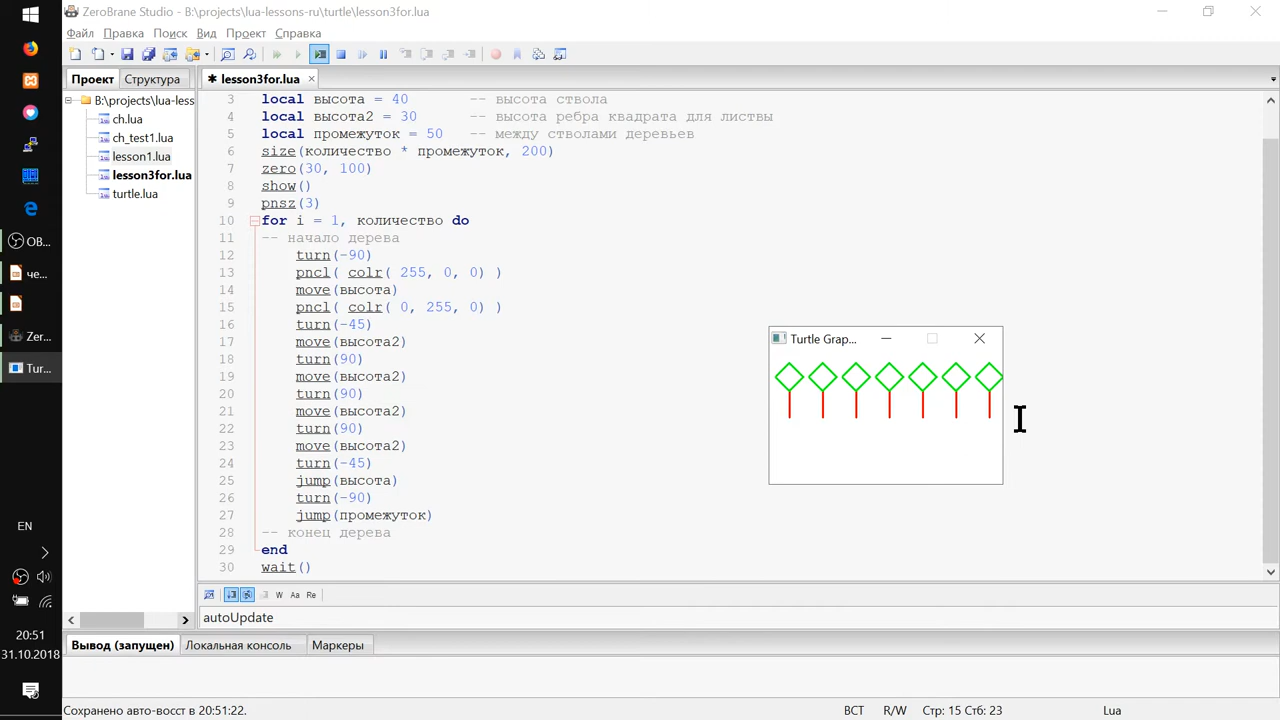 ZeroBrane Studio - B:\projects\lua-lessons-ru\turtle\lesson3for.lua
Файл Правка Поиск Вид Проект Справка
Проект Структура
lesson3for.lua
B:\projects\lua-less
ch.lua
ch_test1.lua
lesson1.lua
lesson3for.lua
turtle.lua
3 local высота = 40 -- высота ствола
4 local высота2 = 30 -- высота ребра квадрата для листвы
5 local промежуток = 50 -- между стволами деревьев
6 size(количество * промежуток, 200)
7 zero(30, 100)
8 show()
9 pnsz(3)
10 for i = 1, количество do
11 -- начало дерева
12 turn(-90)
13 pncl( colr( 255, 0, 0) )
14 move(высота)
15 pncl( colr( 0, 255, 0) )
16 turn(-45)
17 move(высота2)
18 turn(90)
19 move(высота2)
20 turn(90)
21 move(высота2)
22 turn(90)
23 move(высота2)
24 turn(-45)
25 jump(высота)
26 turn(-90)
27 jump(промежуток)
28 -- конец дерева
29 end
30 wait()
Turtle Grap...
OB...
че...
Zer...
Tur...
EN
20:51
31.10.2018
W Aa Re
autoUpdate
Вывод (запущен) Локальная консоль Маркеры
Сохранено авто-восст в 20:51:22.
ВСТ R/W Стр: 15 Стб: 23 Lua